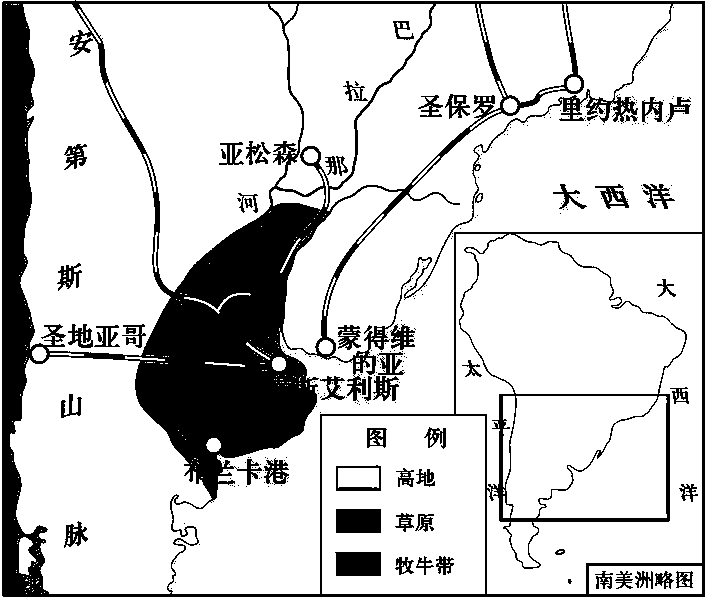 安第斯山脉
巴拉那河
圣保罗
里约热内卢
亚松森
大西洋
圣地亚哥
蒙得维
的亚
斯艾利斯
布兰卡港
图 例
高地
草原
牧牛带
大西洋
太平洋
南美洲略图